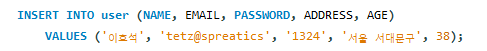 INSERT INTO user (NAME, EMAIL, PASSWORD, ADDRESS, AGE)
VALUES ('이호석', 'tetz@spreatics', '1324', '서울 서대문구', 38);